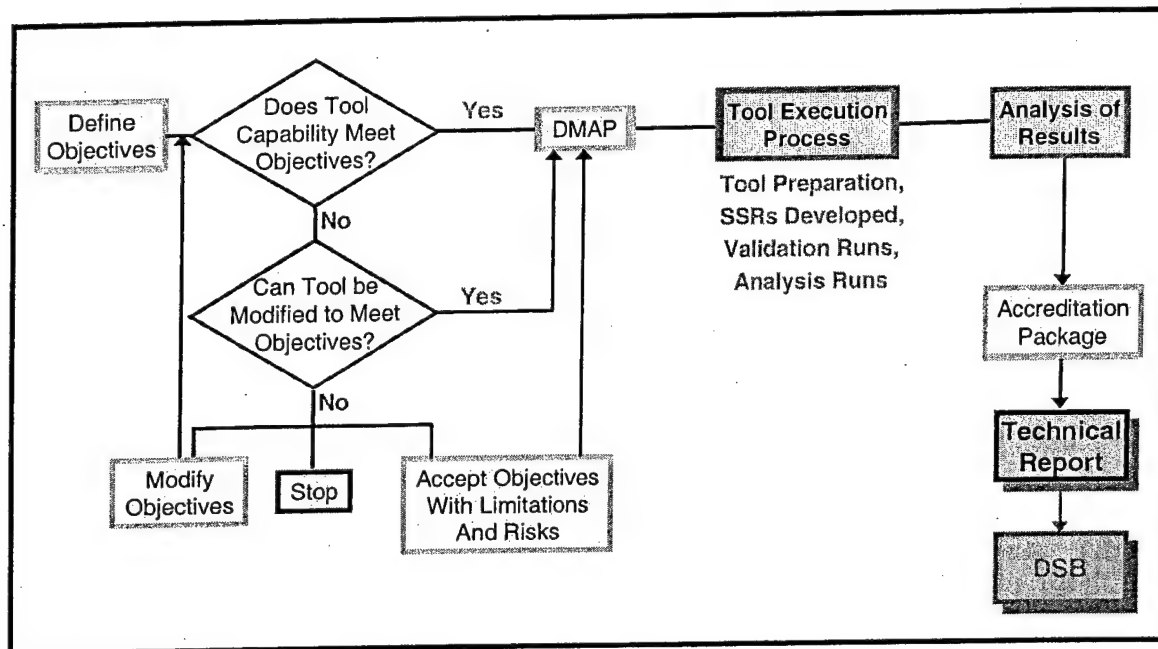 Define
Objectives
Does Tool
Capability Meet
Objectives?
Yes
DMAP
Tool Execution
Process
Analysis of
Results
Tool Preparation,
SSRs Developed,
Validation Runs,
Analysis Runs
No
Can Tool be
Modified to Meet
Objectives?
Yes
No
Modify
Objectives
Stop
Accept Objectives
With Limitations
And Risks
Accreditation
Package
Technical
Report
DSB